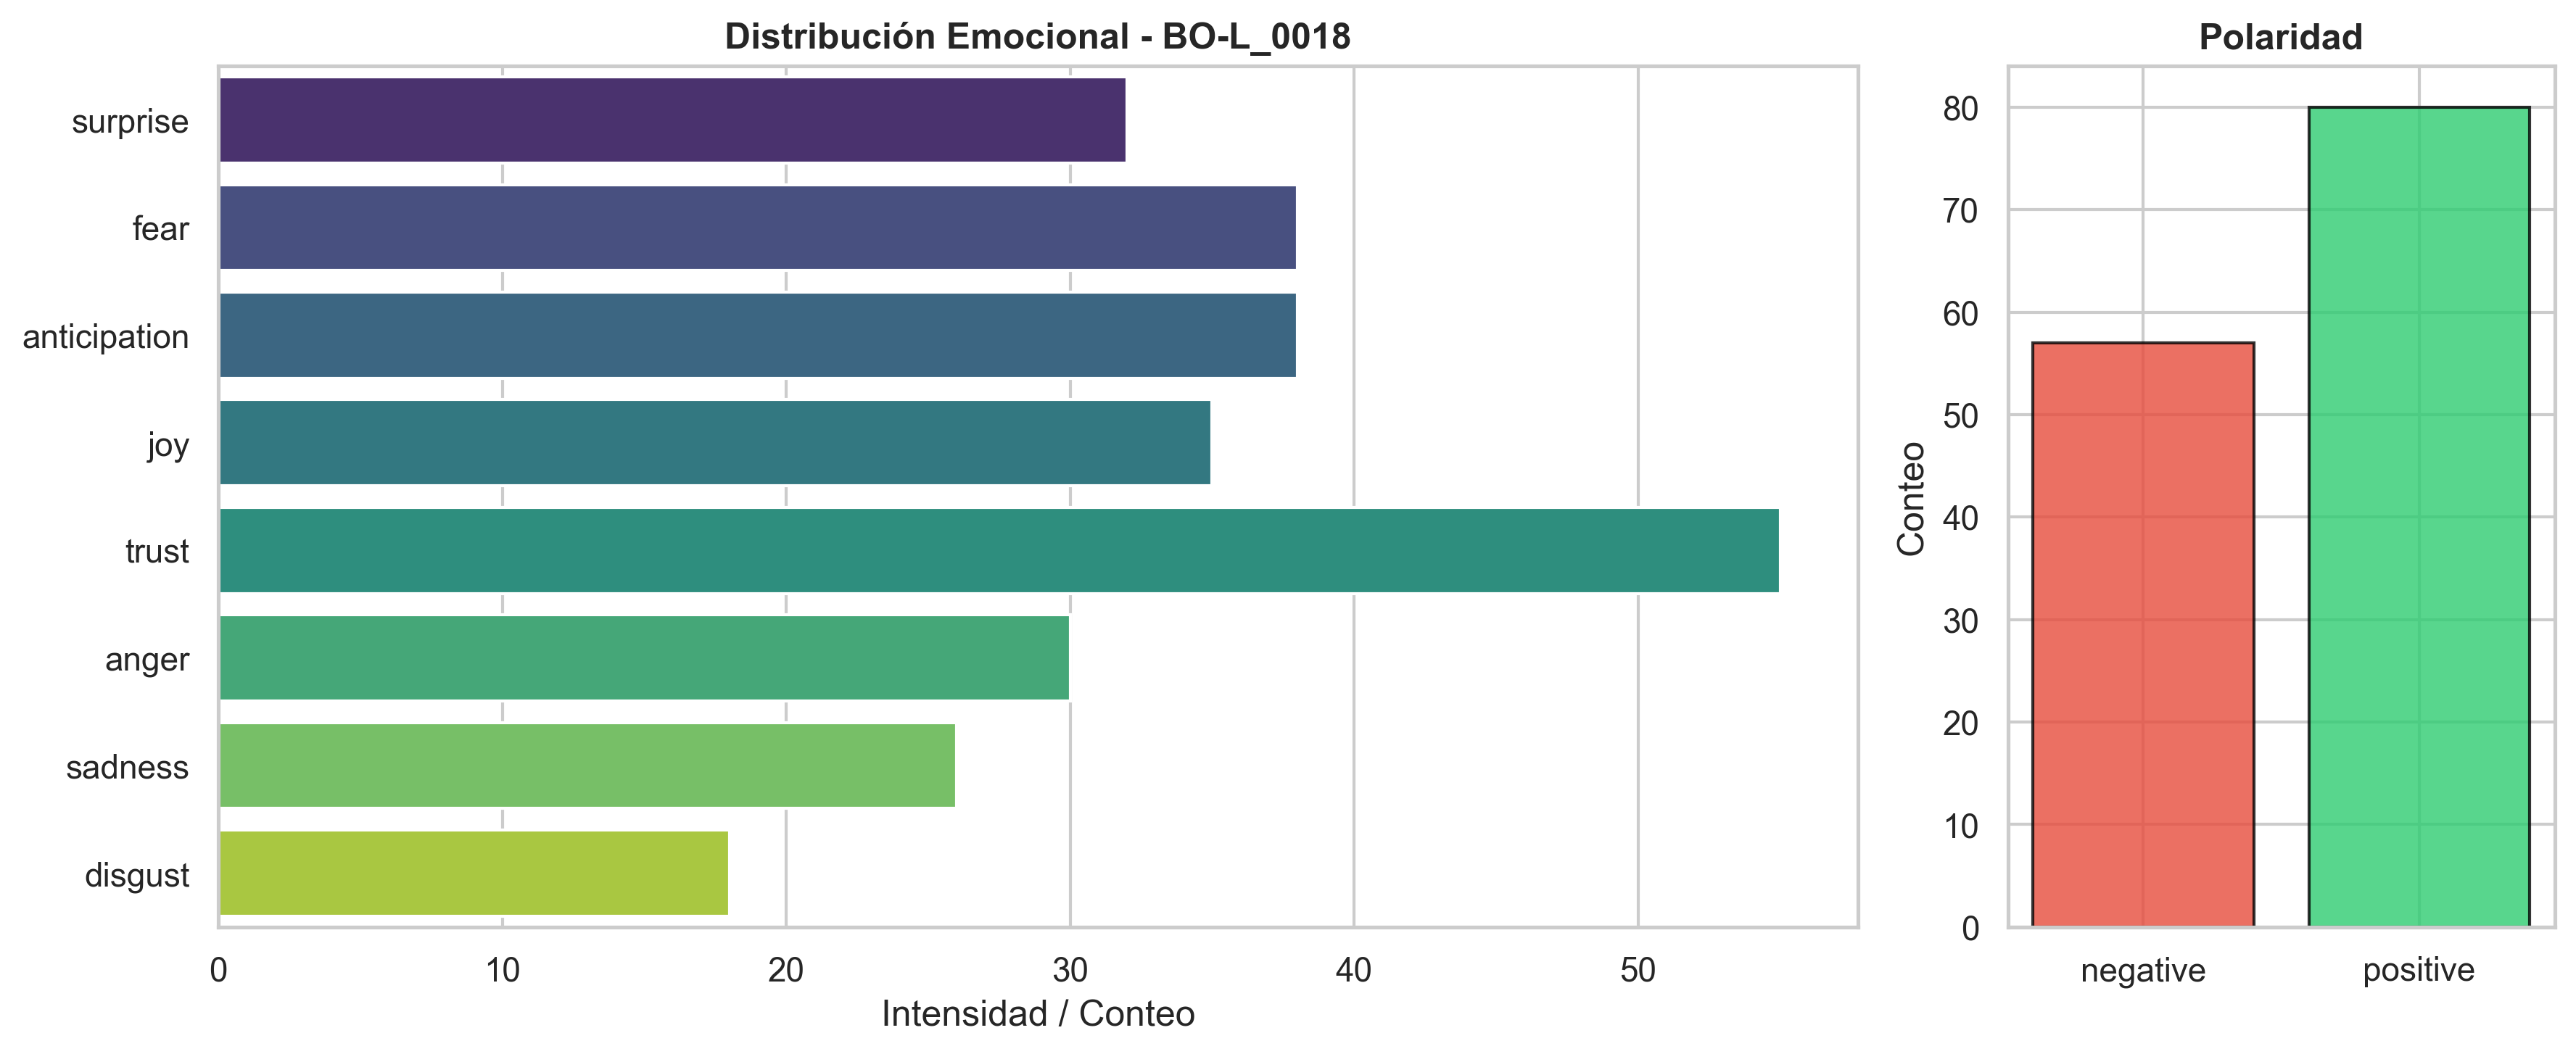 Distribución Emocional - BO-L_0018
surprise
fear
anticipation
joy
trust
anger
sadness
disgust
0 10 20 30 40 50
Intensidad / Conteo
Polaridad
80
70
60
50
40
30
20
10
0
Conteo
negative positive